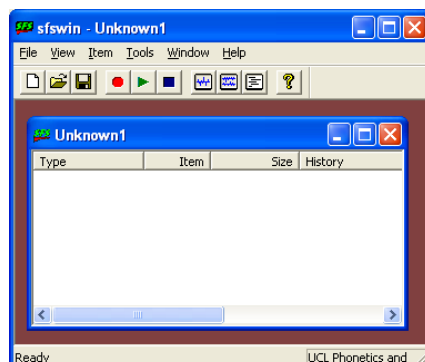 sfswin - Unknown1
File View Item Tools Window Help
Unknown1
Type Item Size History
Ready UCL Phonetics and